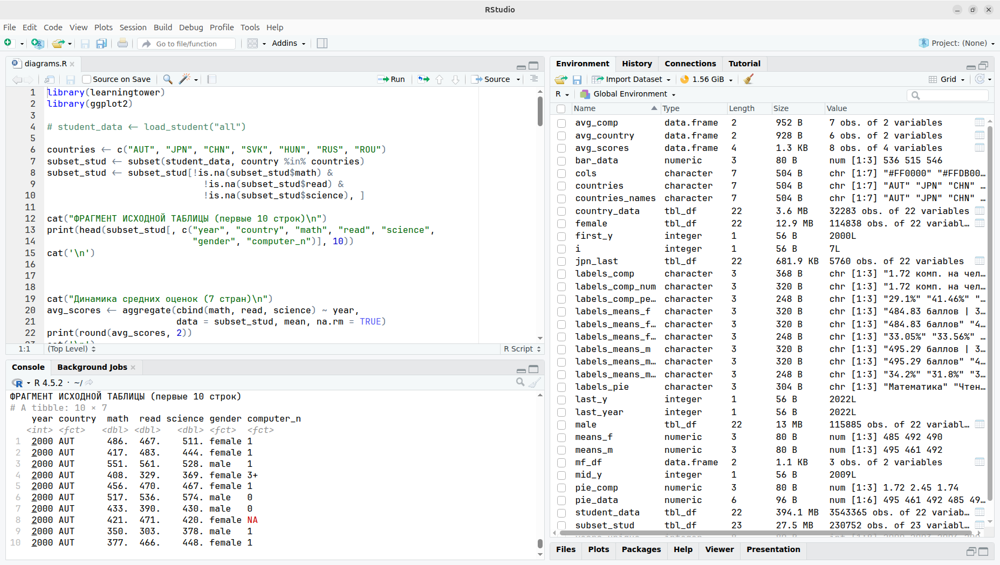 RStudio
File Edit Code View Plots Session Build Debug Profile Tools Help
Go to file/function Addins Project: (None)
diagrams.R
Source on Save Run Source
1 library(learningtower)
2 library(ggplot2)
3
4 # student_data <- load_student("all")
5
6 countries <- c("AUT", "JPN", "CHN", "SVK", "HUN", "RUS", "ROU")
7 subset_stud <- subset(student_data, country %in% countries)
8 subset_stud <- subset_stud[!is.na(subset_stud$math) &
9 !is.na(subset_stud$read) &
10 !is.na(subset_stud$science), ]
11
12 cat("ФРАГМЕНТ ИСХОДНОЙ ТАБЛИЦЫ (первые 10 строк)\n")
13 print(head(subset_stud[, c("year", "country", "math", "read", "science",
14 "gender", "computer_n")], 10))
15 cat('\n')
16
17
18
19 cat("Динамика средних оценок (7 стран)\n")
20 avg_scores <- aggregate(cbind(math, read, science) ~ year,
21 data = subset_stud, mean, na.rm = TRUE)
22 print(round(avg_scores, 2))
23 cat('\n')
1:1 (Top Level) R Script
Console Background Jobs
R 4.5.2 · ~/
ФРАГМЕНТ ИСХОДНОЙ ТАБЛИЦЫ (первые 10 строк)
# A tibble: 10 × 7
year country math read science gender computer_n
<int> <fct> <dbl> <dbl> <dbl> <fct> <fct>
1 2000 AUT 486. 467. 511. female 1
2 2000 AUT 417. 483. 444. female 1
3 2000 AUT 551. 561. 528. male 1
4 2000 AUT 408. 329. 369. female 3+
5 2000 AUT 456. 470. 467. female 1
6 2000 AUT 517. 536. 574. male 0
7 2000 AUT 433. 390. 430. male 0
8 2000 AUT 421. 471. 420. female NA
9 2000 AUT 350. 303. 378. male 1
10 2000 AUT 377. 466. 448. female 1
Environment History Connections Tutorial
Import Dataset 1.56 GiB Grid
R Global Environment
Name Type Length Size Value
avg_comp data.frame 2 952 B 7 obs. of 2 variables
avg_country data.frame 2 928 B 6 obs. of 2 variables
avg_scores data.frame 4 1.3 KB 8 obs. of 4 variables
bar_data numeric 3 80 B num [1:3] 536 515 546
cols character 7 504 B chr [1:7] "#FF0000" "#FFDB00…
countries character 7 504 B chr [1:7] "AUT" "JPN" "CHN" …
countries_names character 7 504 B chr [1:7] "AUT" "JPN" "CHN" …
country_data tbl_df 22 3.6 MB 32283 obs. of 22 variables
female tbl_df 22 12.9 MB 114838 obs. of 22 variabl…
first_y integer 1 56 B 2000L
i integer 1 56 B 7L
jpn_last tbl_df 22 681.9 KB 5760 obs. of 22 variables
labels_comp character 3 368 B chr [1:3] "1.72 комп. на чел…
labels_comp_num character 3 320 B chr [1:3] "1.72 комп. на чел…
labels_comp_pe… character 3 248 B chr [1:3] "29.1%" "41.46%" "…
labels_means_f character 3 320 B chr [1:3] "484.83 баллов | 3…
labels_means_f… character 3 320 B chr [1:3] "484.83 баллов" "4…
labels_means_f… character 3 248 B chr [1:3] "33.05%" "33.56%" …
labels_means_m character 3 320 B chr [1:3] "495.29 баллов | 3…
labels_means_m… character 3 320 B chr [1:3] "495.29 баллов" "4…
labels_means_m… character 3 248 B chr [1:3] "34.2%" "31.8%" "3…
labels_pie character 3 304 B chr [1:3] "Математика" "Чтен…
last_y integer 1 56 B 2022L
last_year integer 1 56 B 2022L
male tbl_df 22 13 MB 115885 obs. of 22 variabl…
means_f numeric 3 80 B num [1:3] 485 492 490
means_m numeric 3 80 B num [1:3] 495 461 492
mf_df data.frame 2 1.1 KB 3 obs. of 2 variables
mid_y integer 1 56 B 2009L
pie_comp numeric 3 80 B num [1:3] 1.72 2.45 1.74
pie_data numeric 6 96 B num [1:6] 495 461 492 485 49…
student_data tbl_df 22 394.1 MB 3543365 obs. of 22 variab…
subset_stud tbl_df 23 27.5 MB 230752 obs. of 23 variabl…
Files Plots Packages Help Viewer Presentation